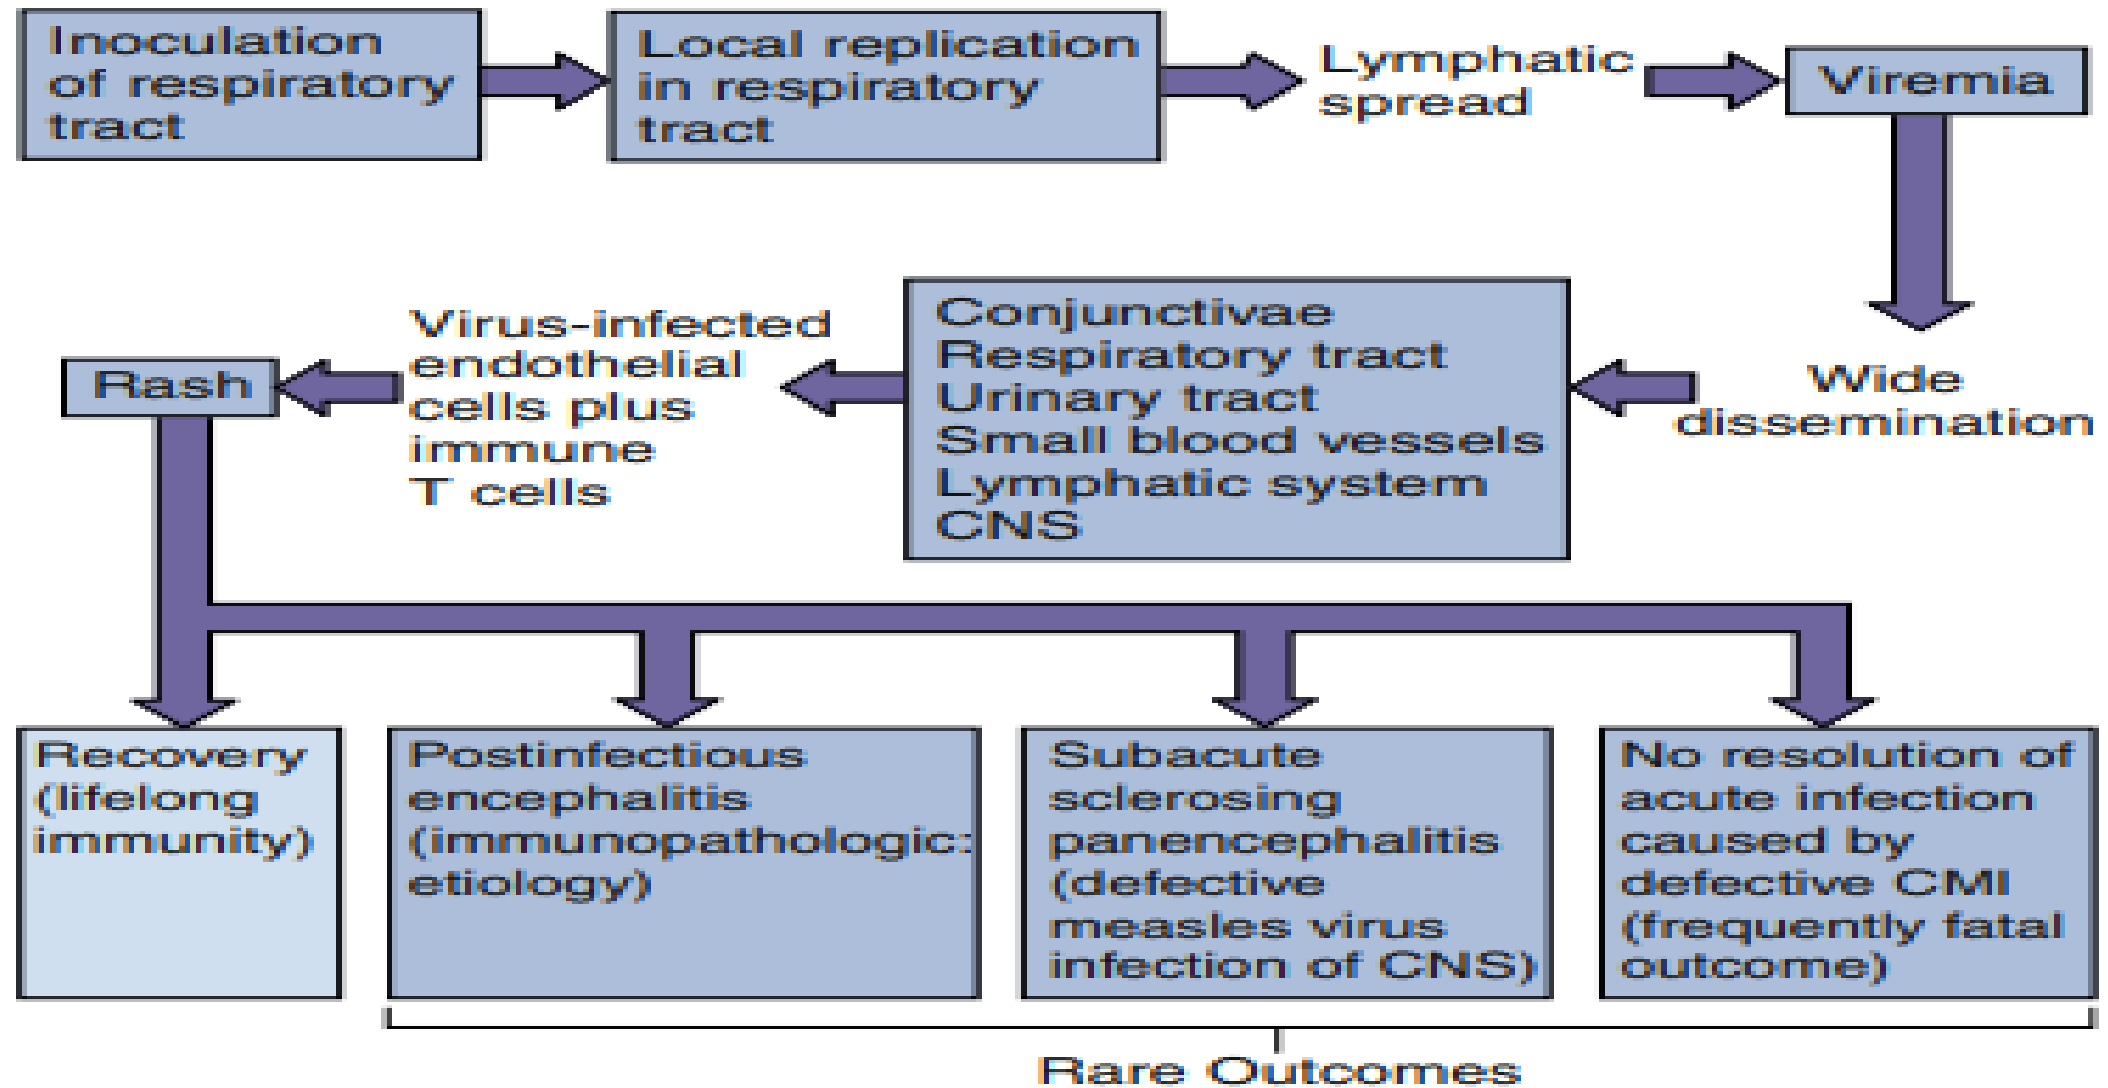 Inoculation
of respiratory
tract
Local replication
in respiratory
tract
Lymphatic
spread
Viremia
Wide
dissemination
Conjunctivae
Respiratory tract
Urinary tract
Small blood vessels
Lymphatic system
CNS
Virus-infected
endothelial
cells plus
immune
T cells
Rash
Recovery
(lifelong
immunity)
Postinfectious
encephalitis
(immunopathologic
etiology)
Subacute
sclerosing
panencephalitis
(defective
measles virus
infection of CNS)
No resolution of
acute infection
caused by
defective CMI
(frequently fatal
outcome)
Rare Outcomes